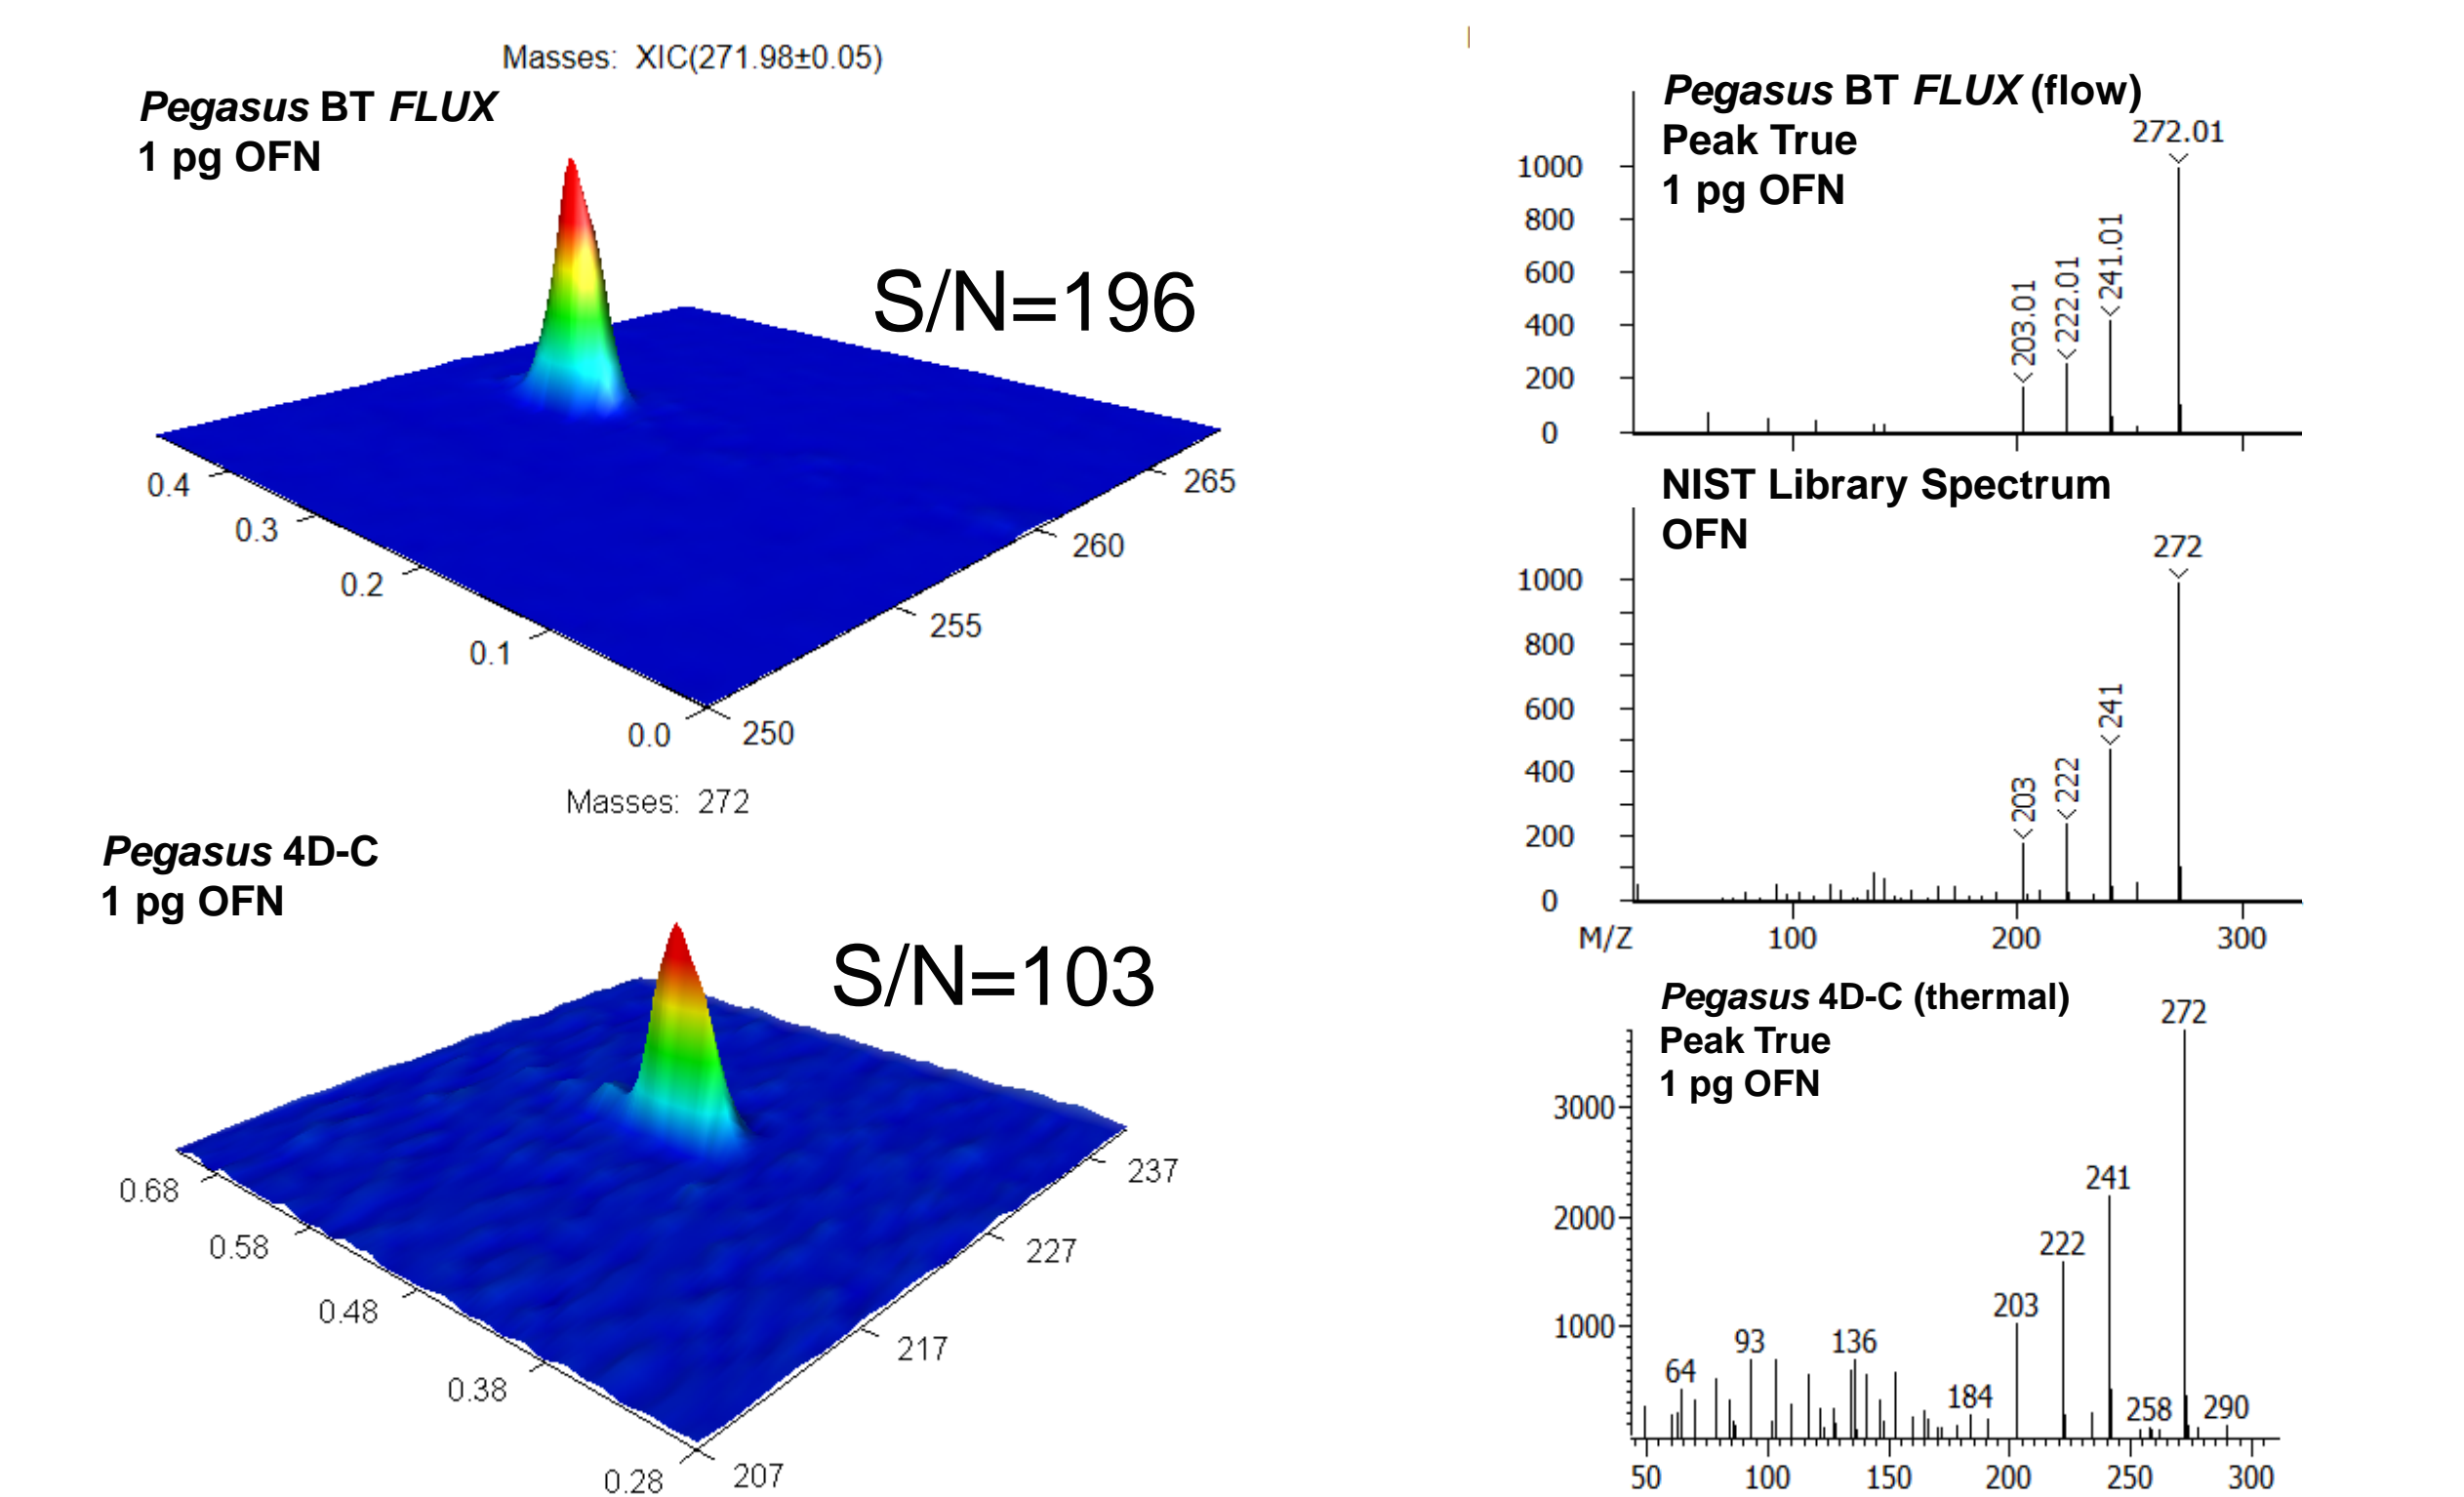 Masses: XIC(271.98±0.05)
Pegasus BT FLUX
1 pg OFN
S/N=196
0.4
0.3
0.2
0.1
0.0
250
255
260
265
Masses: 272
Pegasus 4D-C
1 pg OFN
S/N=103
0.68
0.58
0.48
0.38
0.28
207
217
227
237
Pegasus BT FLUX (flow)
Peak True
1 pg OFN
272.01
241.01
222.01
203.01
1000
800
600
400
200
0
NIST Library Spectrum
OFN
272
241
222
203
1000
800
600
400
200
0
M/Z 100 200 300
Pegasus 4D-C (thermal)
Peak True
1 pg OFN
272
241
222
203
136
93
64
184
258
290
3000
2000
1000
50 100 150 200 250 300